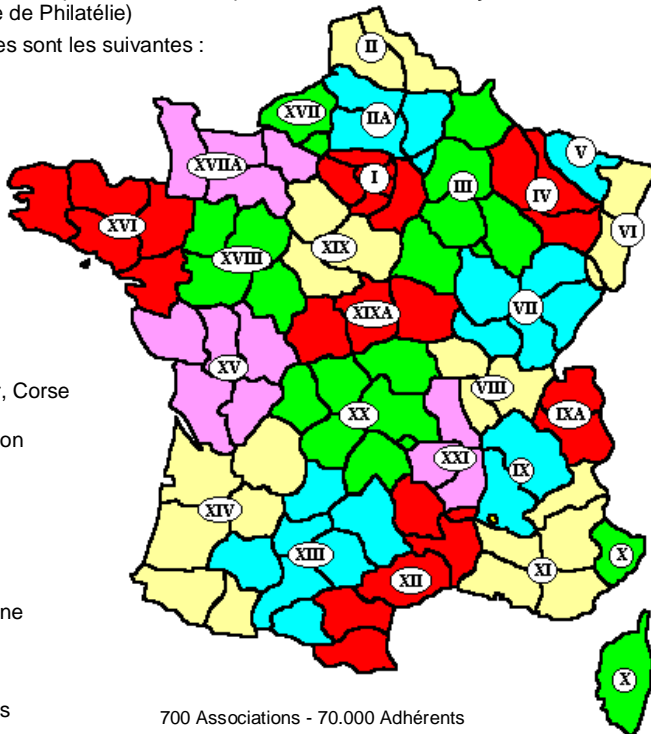 e de Philatélie)
es sont les suivantes :
II
XVII
IIA
XVIIA
V
I
III
IV
XVI
VI
XIX
XVIII
VII
XIXA
XV
VIII
, Corse
XX
IXA
on
XXI
IX
XIV
XIII
X
XI
XII
ne
X
s
700 Associations - 70.000 Adhérents